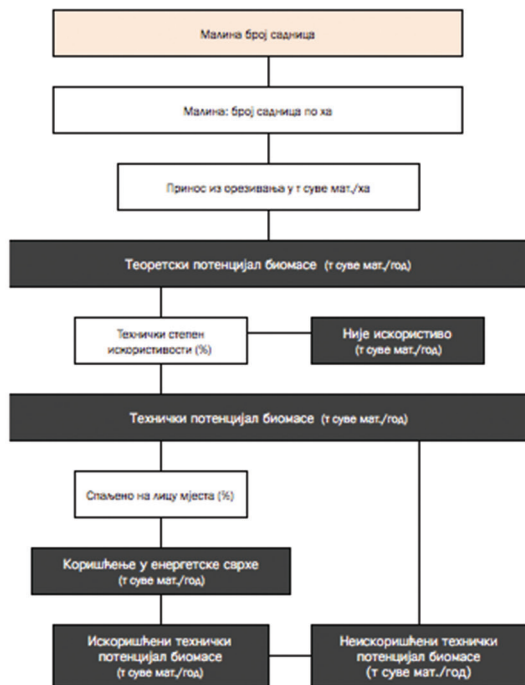 Малина број садница
Малина: број садница по ха
Принос из орезивања у т суве мат./ха
Теоретски потенцијал биомасе (т суве мат./год)
Технички степен
искористивости (%)
Није искористиво
(т суве мат./год)
Технички потенцијал биомасе (т суве мат./год)
Спаљено на лицу мјеста (%)
Коришћење у енергетске сврхе
(т суве мат./год)
Искоришћени технички
потенцијал биомасе
(т суве мат./год)
Неискоришћени технички
потенцијал биомасе
(т суве мат./год)